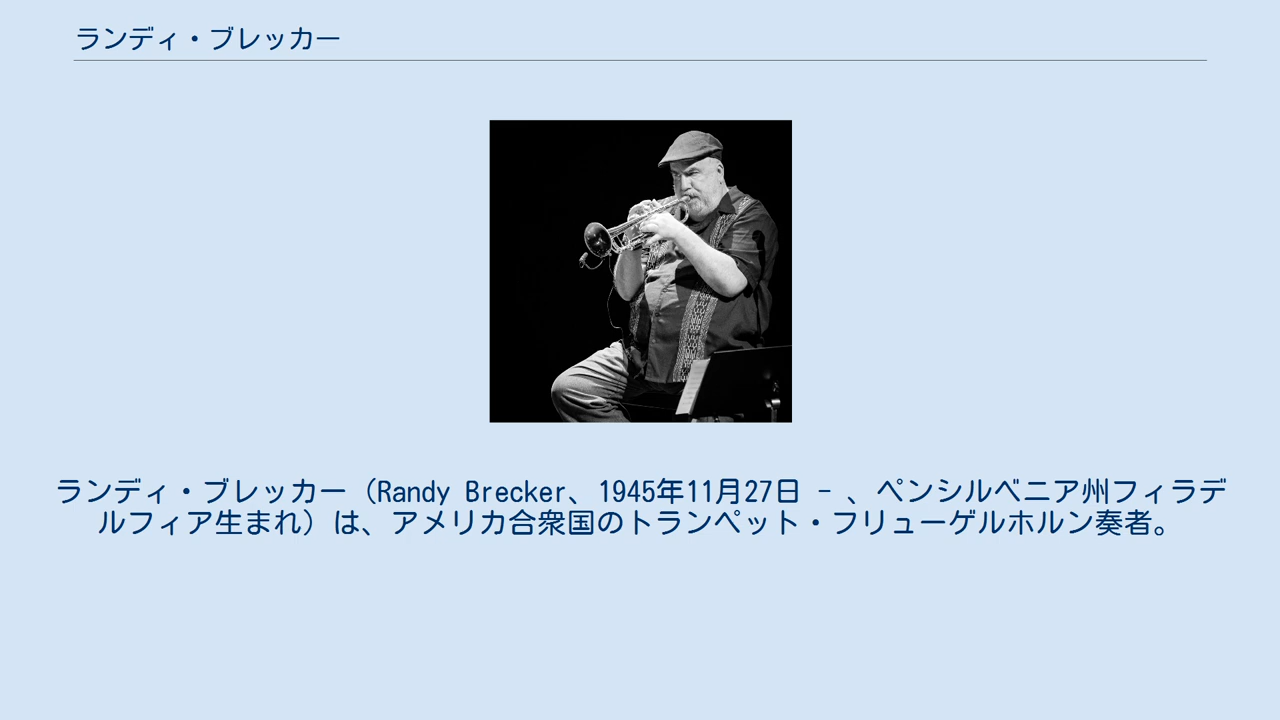 ランディ・ブレッカー
ランディ・ブレッカー（Randy Brecker、1945年11月27日 - 、ペンシルベニア州フィラデ
ルフィア生まれ）は、アメリカ合衆国のトランペット・フリューゲルホルン奏者。